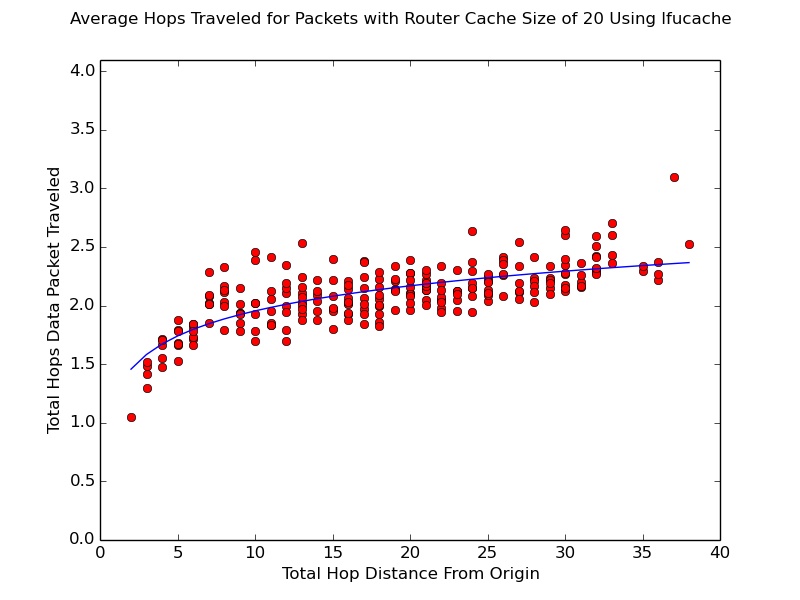 Average Hops Traveled for Packets with Router Cache Size of 20 Using lfucache
4.0
3.5
3.0
2.5
2.0
1.5
1.0
0.5
0.0
Total Hops Data Packet Traveled
0 5 10 15 20 25 30 35 40
Total Hop Distance From Origin